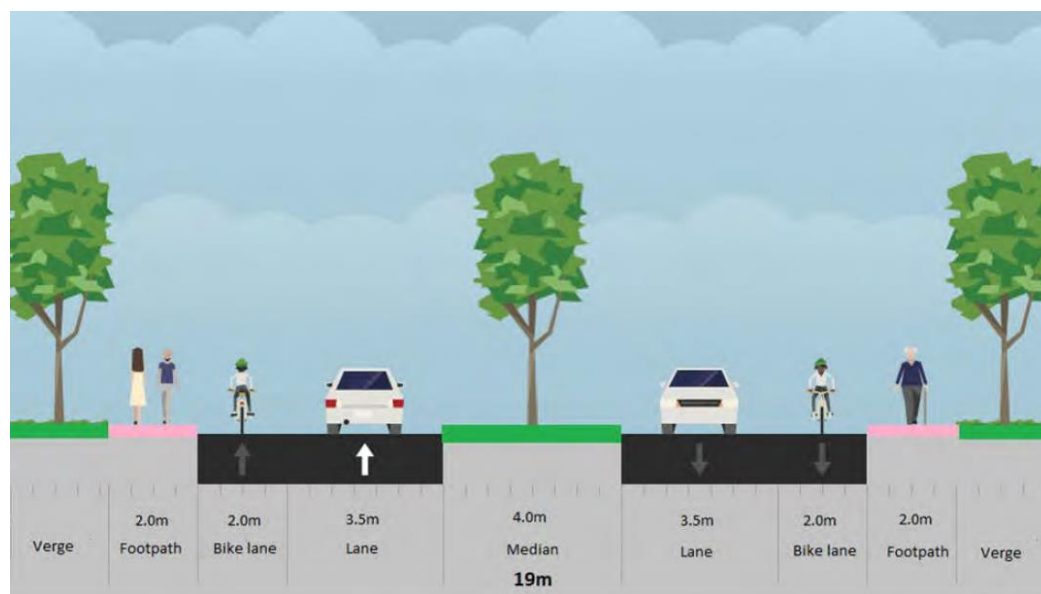 2.0m
2.0m
3.5m
4.0m
3.5m
2.0m
2.0m
Verge
Footpath
Bike lane
Lane
Median
Lane
Bike lane
Footpath
Verge
19m